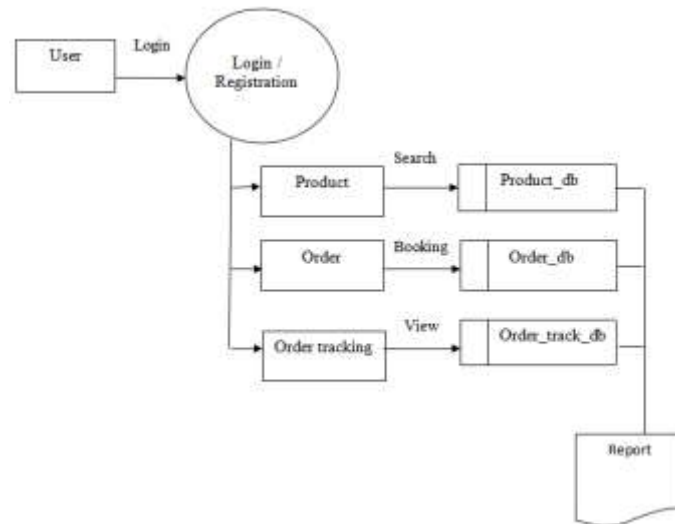 User
Login
Login /
Registration
Search
Product
Product_db
Booking
Order
Order_db
View
Order tracking
Order_track_db
Report